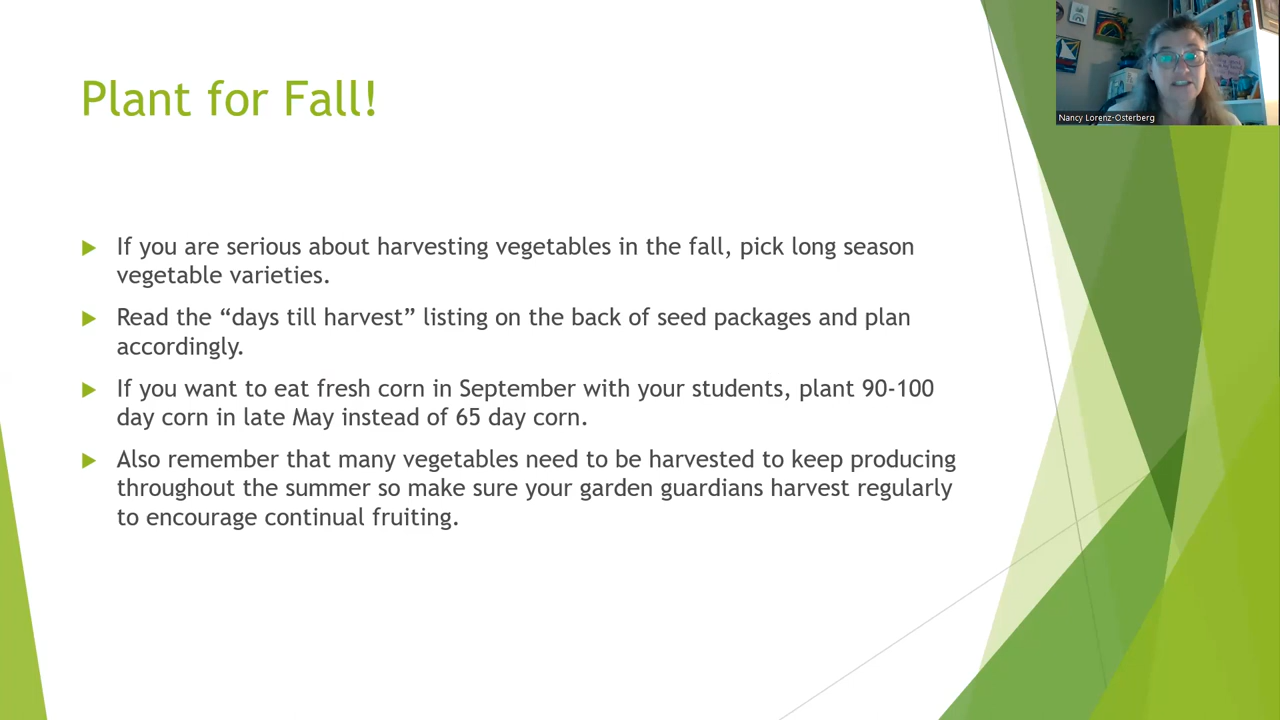 Plant for Fall!
Nancy Lorenz-Osterberg
If you are serious about harvesting vegetables in the fall, pick long season
vegetable varieties.
Read the “days till harvest” listing on the back of seed packages and plan
accordingly.
If you want to eat fresh corn in September with your students, plant 90-100
day corn in late May instead of 65 day corn.
Also remember that many vegetables need to be harvested to keep producing
throughout the summer so make sure your garden guardians harvest regularly
to encourage continual fruiting.